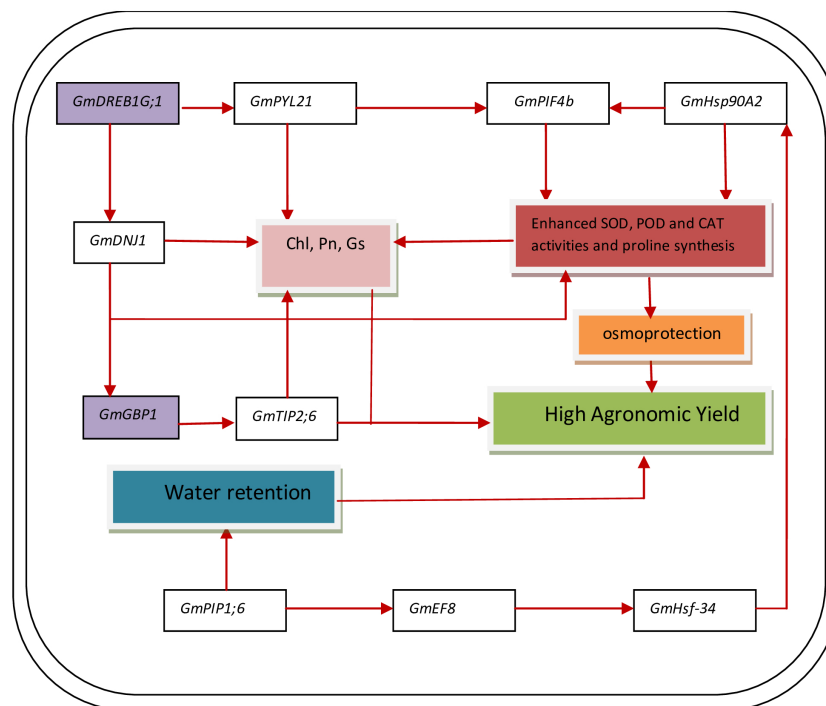 GmDREB1G;1
GmPYL21
GmPIF4b
GmHsp90A2
GmDNJ1
Chl, Pn, Gs
Enhanced SOD, POD and CAT
activities and proline synthesis
osmoprotection
GmGBP1
GmTIP2;6
High Agronomic Yield
Water retention
GmPIP1;6
GmEF8
GmHsf-34